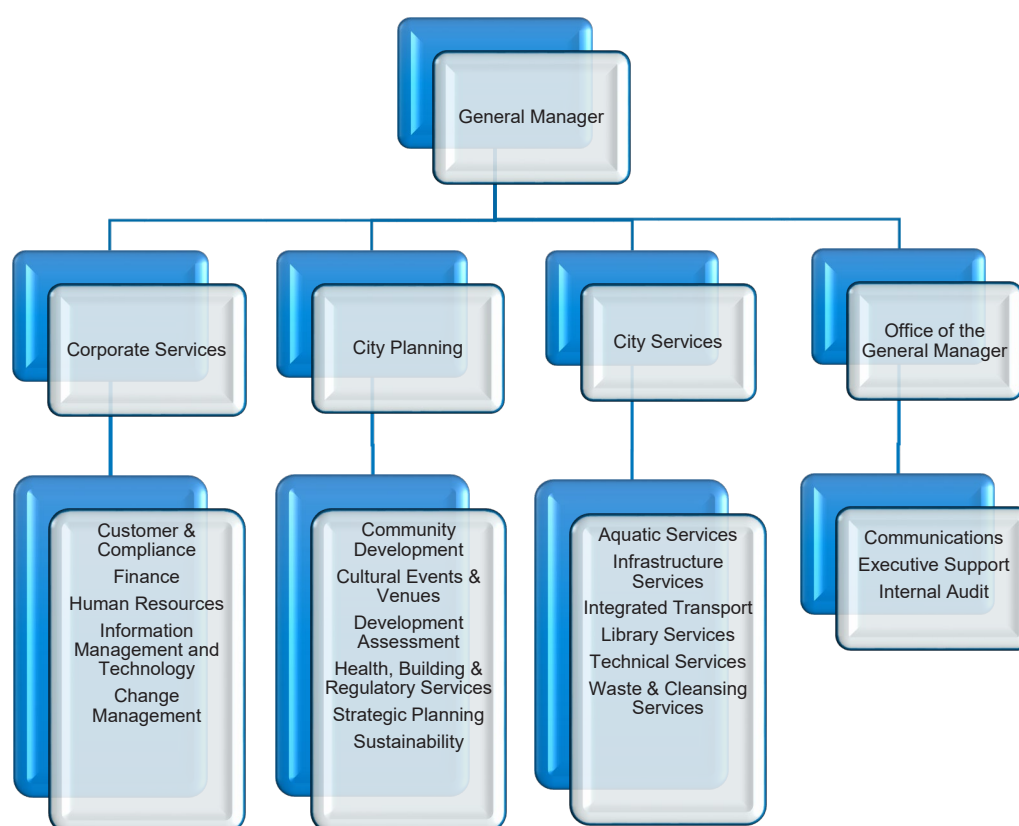 General Manager
Corporate Services
City Planning
City Services
Office of the
General Manager
Customer &
Compliance
Finance
Human Resources
Information
Management and
Technology
Change
Management
Community
Development
Cultural Events &
Venues
Development
Assessment
Health, Building &
Regulatory Services
Strategic Planning
Sustainability
Aquatic Services
Infrastructure
Services
Integrated Transport
Library Services
Technical Services
Waste & Cleansing
Services
Communications
Executive Support
Internal Audit